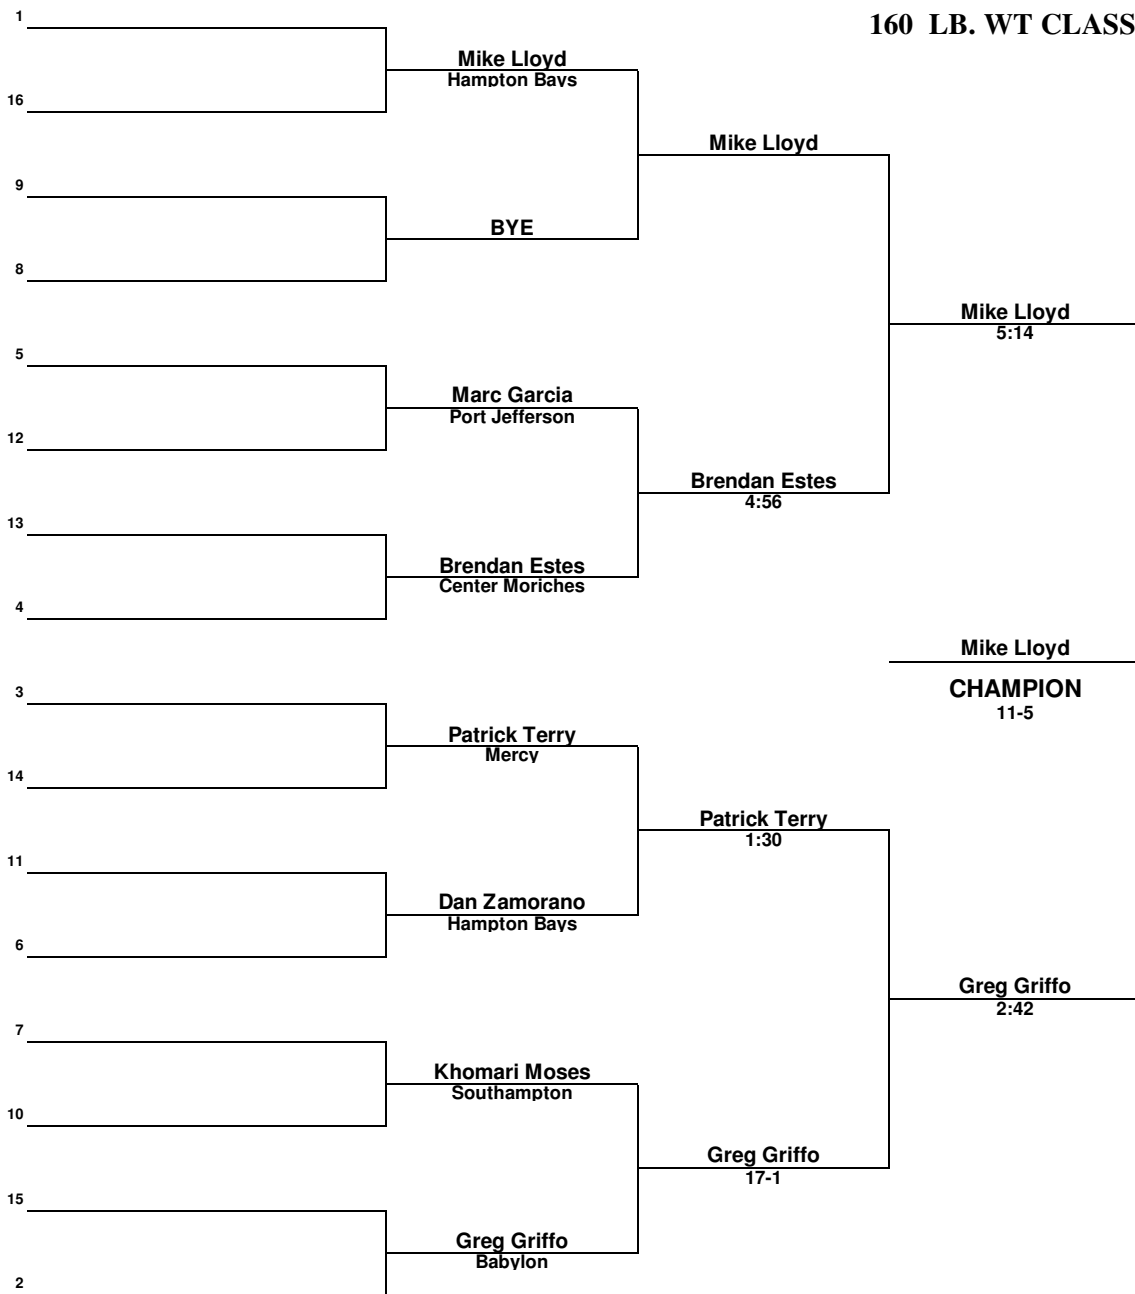 1
160 LB. WT CLASS
Mike Lloyd
Hampton Bays
16
Mike Lloyd
9
BYE
8
Mike Lloyd
5:14
5
Marc Garcia
Port Jefferson
12
Brendan Estes
4:56
13
Brendan Estes
Center Moriches
4
Mike Lloyd
CHAMPION
11-5
3
Patrick Terry
Mercy
14
Patrick Terry
1:30
11
Dan Zamorano
Hampton Bays
6
Greg Griffo
2:42
7
Khomari Moses
Southampton
10
Greg Griffo
17-1
15
Greg Griffo
Babylon
2